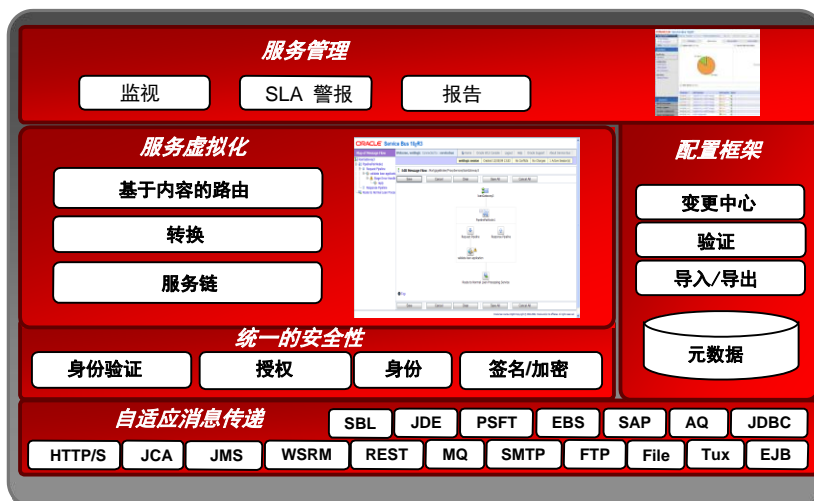 服务管理
监视
SLA 警报
报告
服务虚拟化
基于内容的路由
转换
服务链
ORACLE Service Bus 10gR3
配置框架
变更中心
验证
导入/导出
元数据
统一的安全性
身份验证
授权
身份
签名/加密
自适应消息传递
SBL
JDE
PSFT
EBS
SAP
AQ
JDBC
HTTP/S
JCA
JMS
WSRM
REST
MQ
SMTP
FTP
File
Tux
EJB